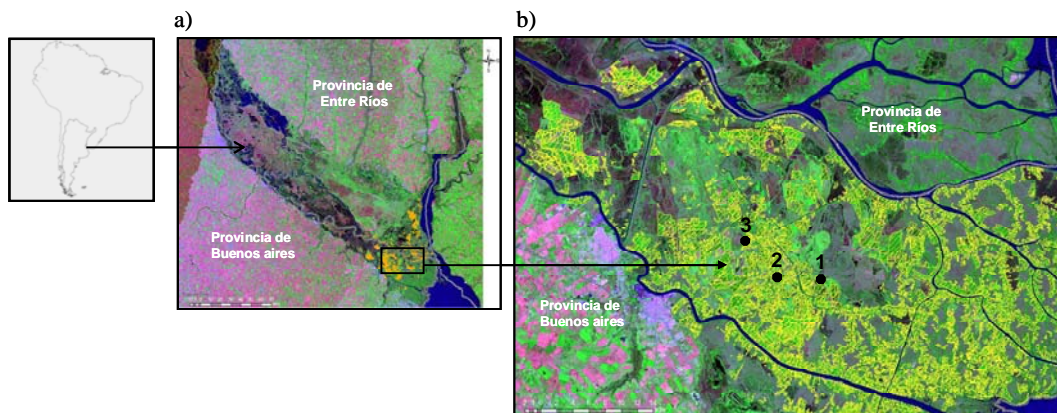 a)
b)
Provincia de
Entre Ríos
Provincia de
Buenos aires
Provincia de
Entre Ríos
3
2
1
Provincia de
Buenos aires